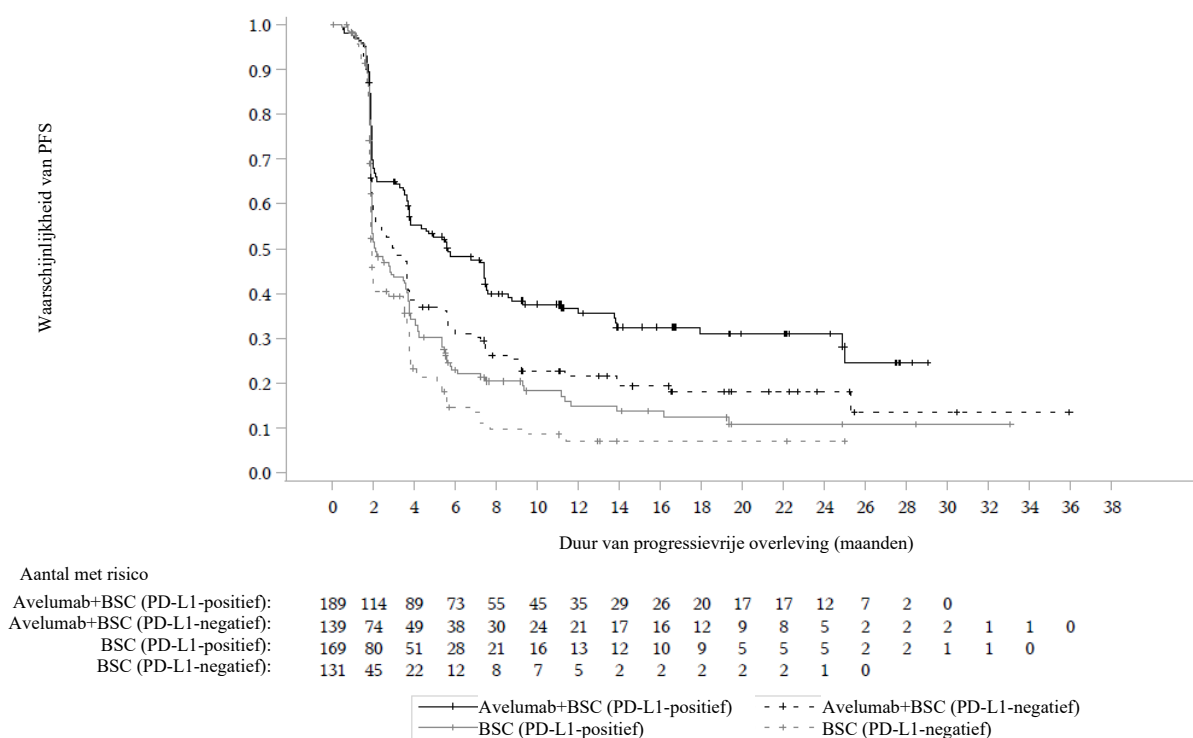 1.0
0.9
0.8
0.7
0.6
0.5
0.4
0.3
0.2
0.1
0.0
Waarschijnlijkheid van PFS
0 2 4 6 8 10 12 14 16 18 20 22 24 26 28 30 32 34 36 38
Duur van progressievrije overleving (maanden)
Aantal met risico
Avelumab+BSC (PD-L1-positief): 189 114 89 73 55 45 35 29 26 20 17 17 12 7 2 0
Avelumab+BSC (PD-L1-negatief): 139 74 49 38 30 24 21 17 16 12 9 8 5 2 2 2 1 1 0
BSC (PD-L1-positief): 169 80 51 28 21 16 13 12 10 9 5 5 5 2 2 1 1 0
BSC (PD-L1-negatief): 131 45 22 12 8 7 5 2 2 2 2 2 1 0
Avelumab+BSC (PD-L1-positief) Avelumab+BSC (PD-L1-negatief)
BSC (PD-L1-positief) BSC (PD-L1-negatief)